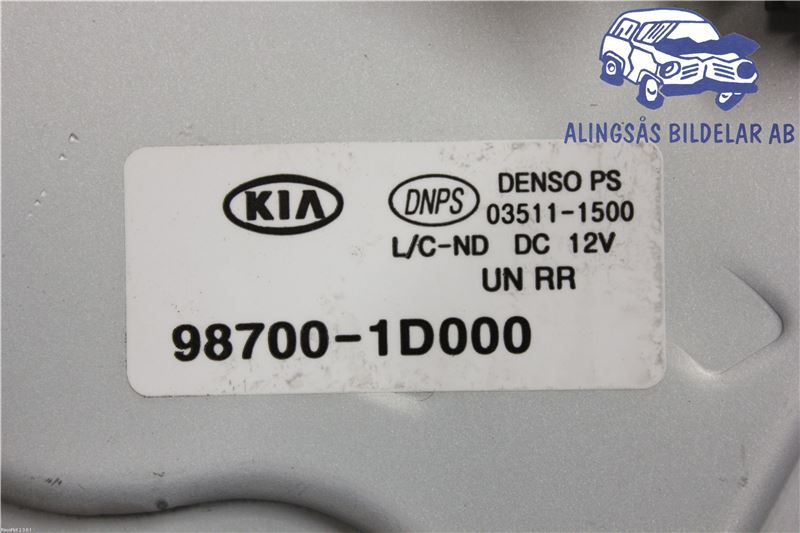 ALINGSÅS BILDELAR AB
KIA
DNPS
DENSO PS
03511-1500
L/C-ND DC 12V
UN RR
98700-1D000